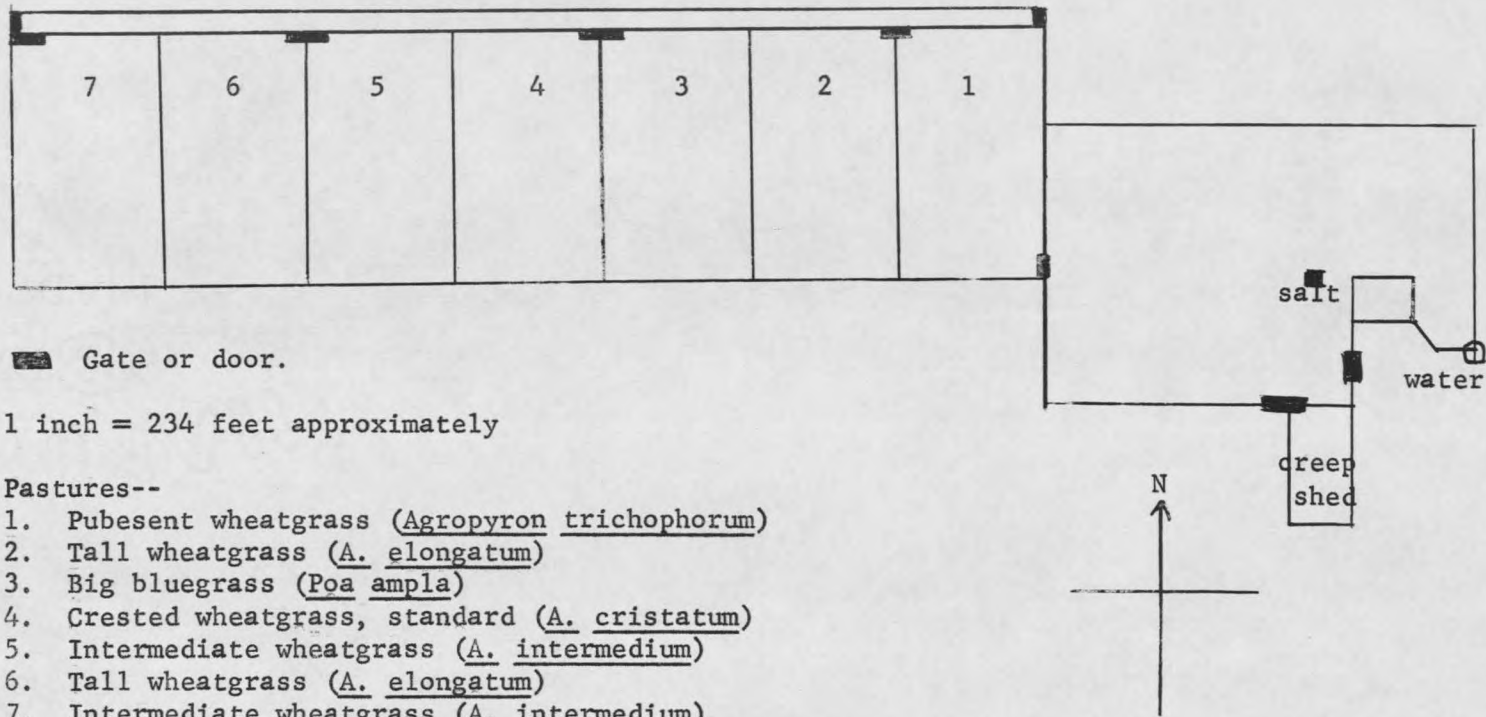 7 6 5 4 3 2 1
salt
water
Gate or door.
1 inch = 234 feet approximately
creep
shed
N
Pastures--
1. Pubesent wheatgrass (Agropyron trichophorum)
2. Tall wheatgrass (A. elongatum)
3. Big bluegrass (Poa ampla)
4. Crested wheatgrass, standard (A. cristatum)
5. Intermediate wheatgrass (A. intermedium)
6. Tall wheatgrass (A. elongatum)
7. Intermediate wheatgrass (A. intermedium)